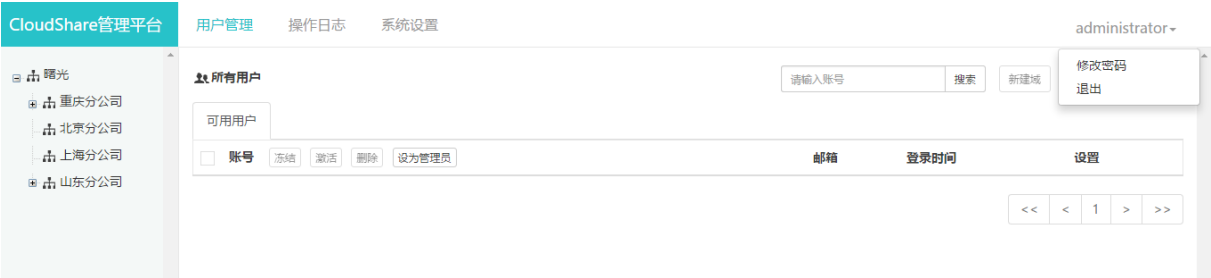 CloudShare管理平台 用户管理 操作日志 系统设置 administrator
修改密码
退出
曙光
重庆分公司
北京分公司
上海分公司
山东分公司
所有用户 请输入账号 搜索 新建域
可用用户
账号 冻结 激活 删除 设为管理员 邮箱 登录时间 设置
<< < 1 > >>